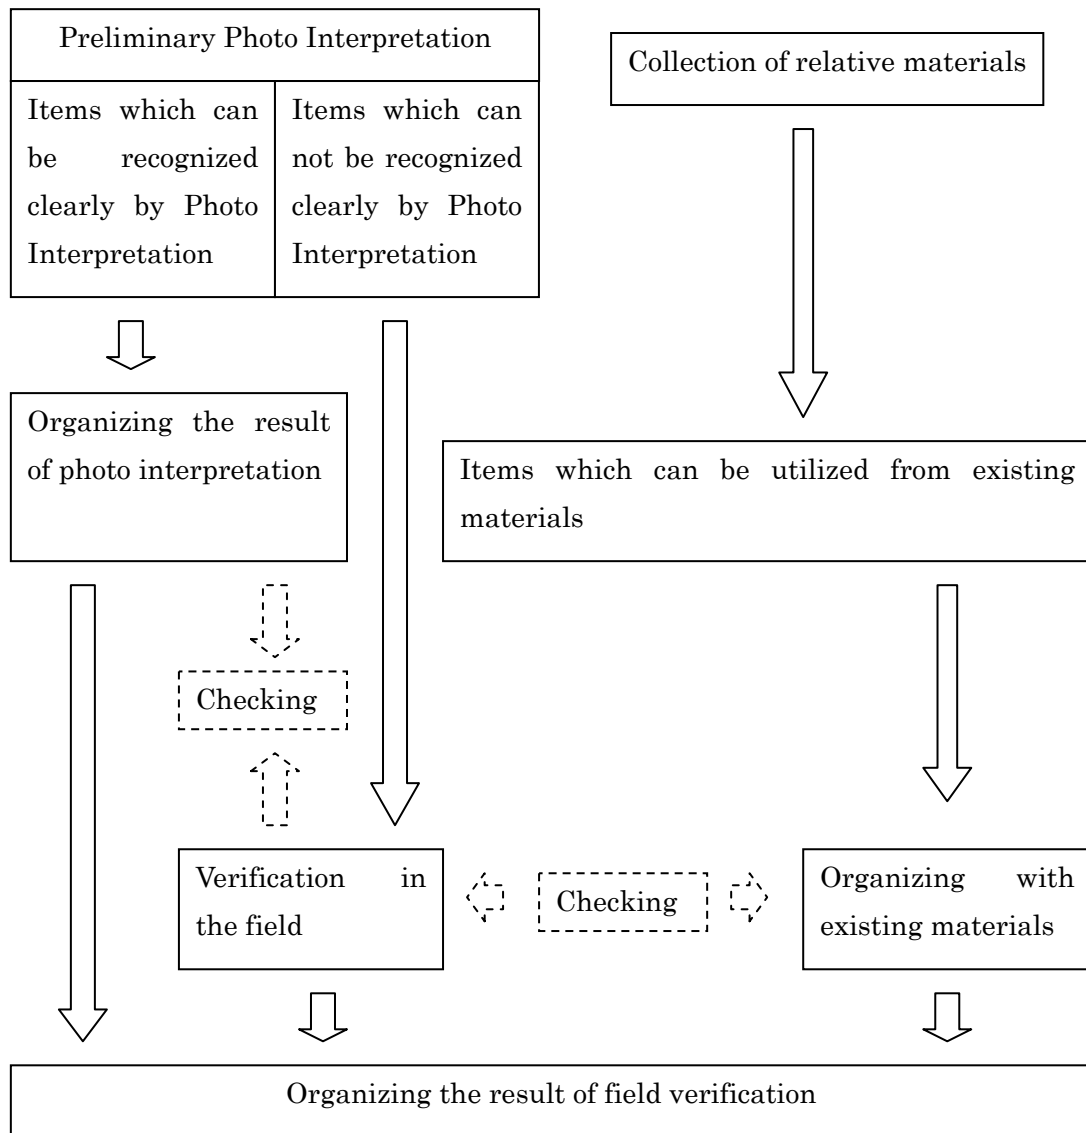 Preliminary Photo Interpretation
Items which can
be recognized
clearly by Photo
Interpretation
Items which can
not be recognized
clearly by Photo
Interpretation
Collection of relative materials
Organizing the result
of photo interpretation
Items which can be utilized from existing
materials
Checking
Verification in
the field
Checking
Organizing with
existing materials
Organizing the result of field verification